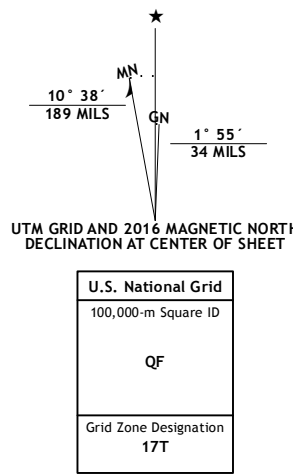 ★
MN
10° 38´
189 MILS
GN
1° 55´
34 MILS
UTM GRID AND 2016 MAGNETIC NORTH
DECLINATION AT CENTER OF SHEET
U.S. National Grid
100,000-m Square ID
QF
Grid Zone Designation
17T